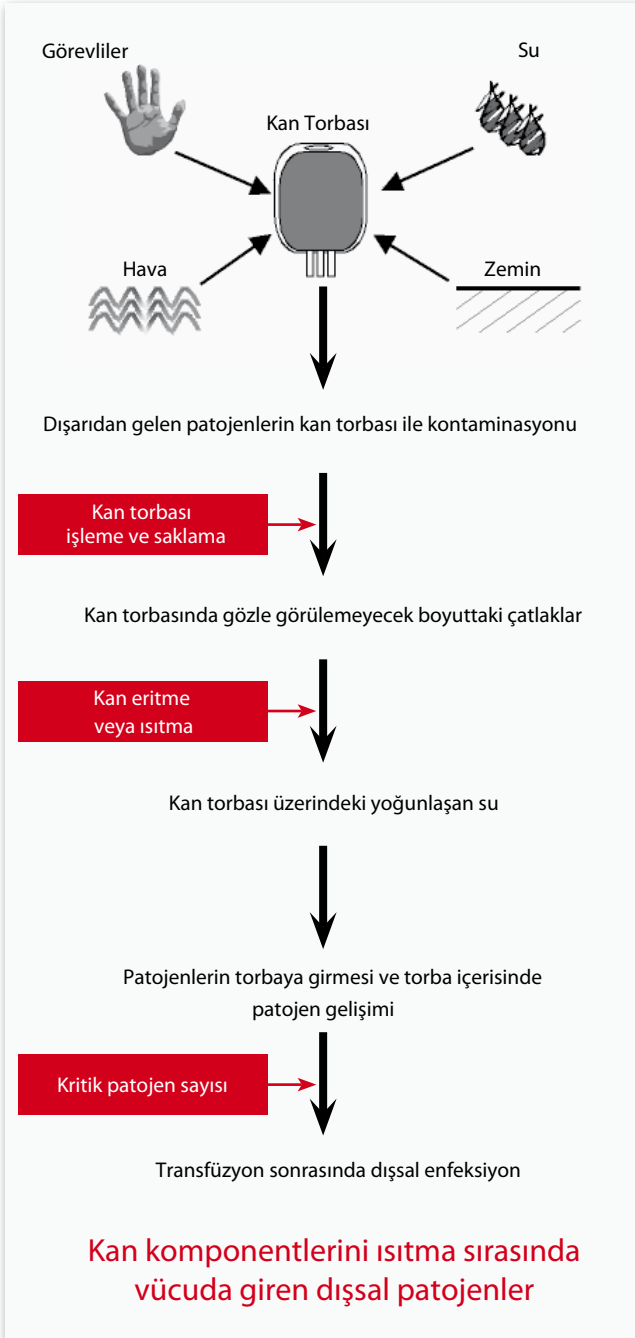 Görevliler
Su
Kan Torbası
Hava
Zemin
Dışarıdan gelen patojenlerin kan torbası ile kontaminasyonu
Kan torbası
işleme ve saklama
Kan torbasında gözle görülemeyecek boyuttaki çatlaklar
Kan eritme
veya ısıtma
Kan torbası üzerindeki yoğunlaşan su
Patojenlerin torbaya girmesi ve torba içerisinde
patojen gelişimi
Kritik patojen sayısı
Transfüzyon sonrasında dışsal enfeksiyon
Kan komponentlerini ısıtma sırasında
vücuda giren dışsal patojenler